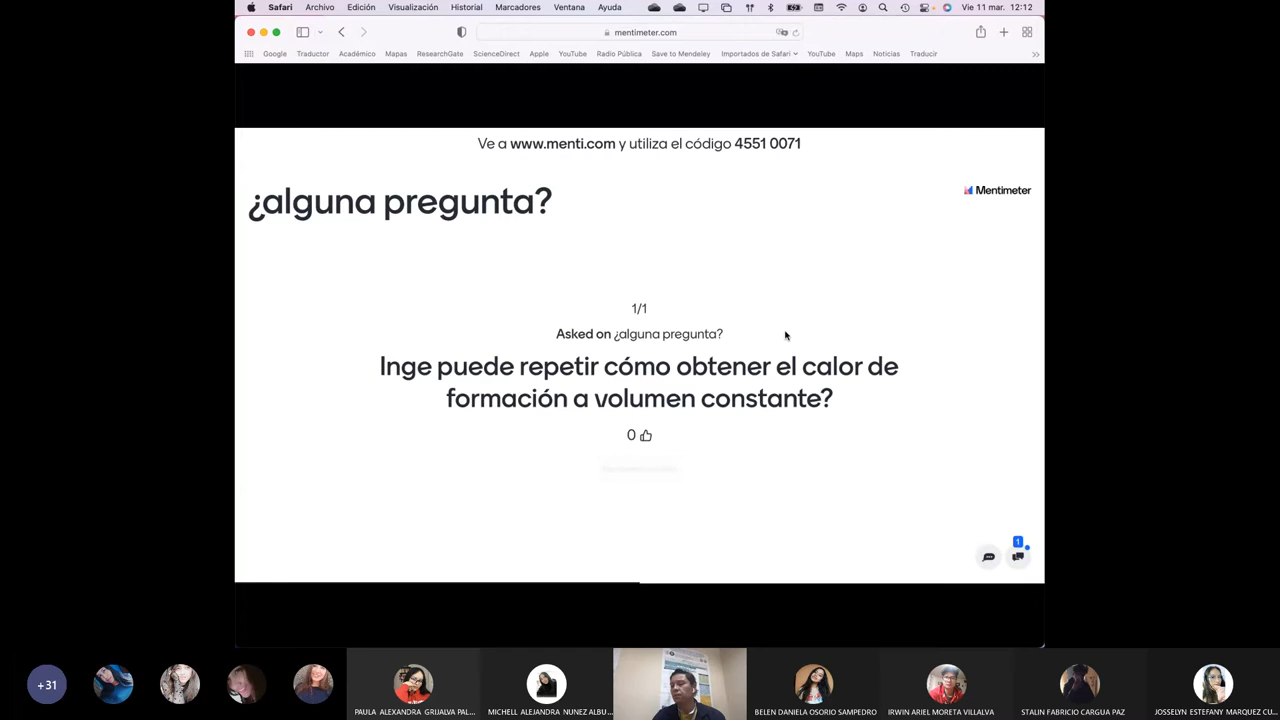 Safari Archivo Edición Visualización Historial Marcadores Ventana Ayuda Vie 11 mar. 12:12
mentimeter.com
Google Traductor Académico Mapas ResearchGate ScienceDirect Apple YouTube Radio Pública Save to Mendeley Importados de Safari YouTube Maps Noticias Traducir
Ve a www.menti.com y utiliza el código 4551 0071
¿alguna pregunta?
Mentimeter
1/1
Asked on ¿alguna pregunta?
Inge puede repetir cómo obtener el calor de
formación a volumen constante?
0
1
+31
PAULA ALEXANDRA GRIJALVA PAL... MICHELL ALEJANDRA NUNEZ ALBU... BELEN DANIELA OSORIO SAMPEDRO IRWIN ARIEL MORETA VILLALVA STALIN FABRICIO CARGUA PAZ JOSSELYN ESTEFANY MARQUEZ CU...